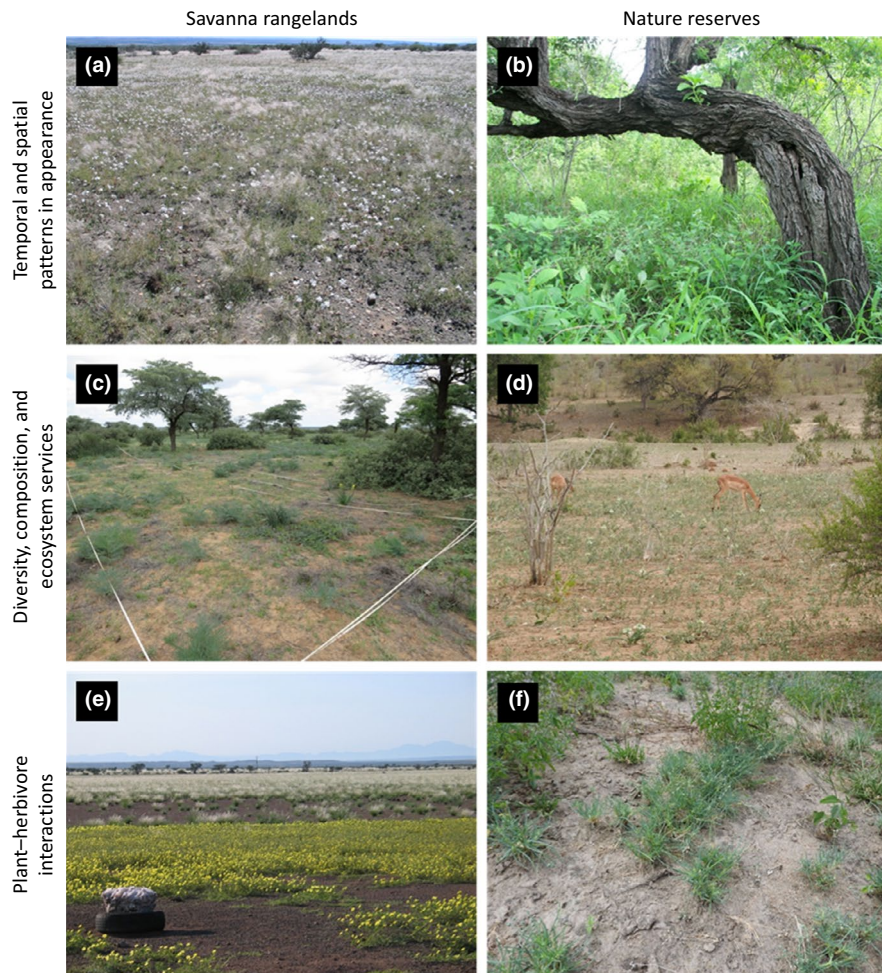 Savanna rangelands
Nature reserves
Temporal and spatial
patterns in appearance
(a)
(b)
Diversity, composition, and
ecosystem services
(c)
(d)
Plant–herbivore
interactions
(e)
(f)